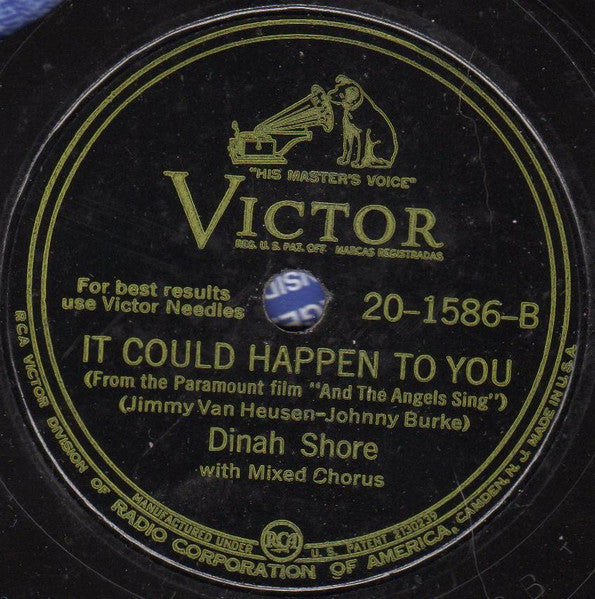 "HIS MASTER'S VOICE"
VICTOR
REG. U. S. PAT. OFF. MARCAS REGISTRADAS
For best results
use Victor Needles
20-1586-B
IT COULD HAPPEN TO YOU
(From the Paramount film "And The Angels Sing")
(Jimmy Van Heusen-Johnny Burke)
Dinah Shore
with Mixed Chorus
MANUFACTURED UNDER RCA U. S. PATENT
RCA VICTOR DIVISION OF RADIO CORPORATION OF AMERICA, CAMDEN, N. J. MADE IN U. S. A.